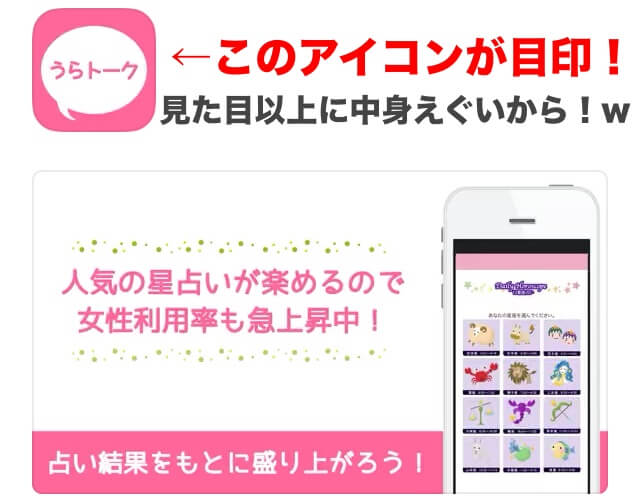 うらトーク
←このアイコンが目印！
見た目以上に中身えぐいから！w
人気の星占いが楽めるので
女性利用率も急上昇中！
Daily Horoscope
あなたの星座を選んでください。
占い結果をもとに盛り上がろう！